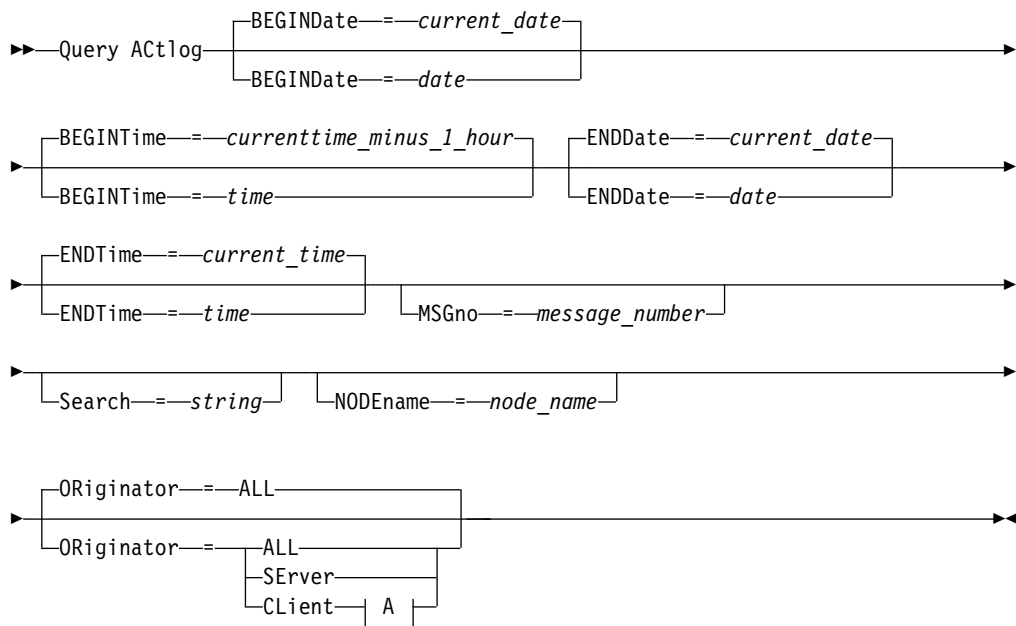 BEGINDate = current_date
Query ACtlog
BEGINDate = date
BEGINTime = currenttime_minus_1_hour ENDDate = current_date
BEGINTime = time ENDDate = date
ENDTime = current_time
ENDTime = time MSGno = message_number
Search = string NODEname = node_name
ORiginator = ALL
ORiginator = ALL
SErver
CLient A